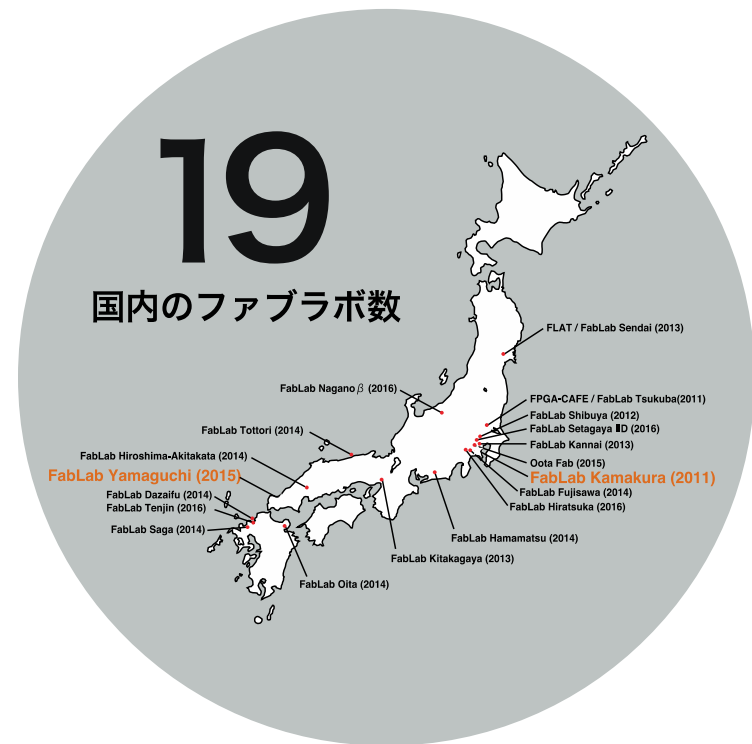 19
国内のファブラボ数
FLAT / FabLab Sendai (2013)
FabLab Nagano β (2016)
FPGA-CAFE / FabLab Tsukuba(2011)
FabLab Shibuya (2012)
FabLab Setagaya D (2016)
FabLab Tottori (2014)
FabLab Kannai (2013)
FabLab Hiroshima-Akitakata (2014)
Oota Fab (2015)
FabLab Yamaguchi (2015)
FabLab Kamakura (2011)
FabLab Dazaifu (2014)
FabLab Fujisawa (2014)
FabLab Tenjin (2016)
FabLab Hiratsuka (2016)
FabLab Saga (2014)
FabLab Hamamatsu (2014)
FabLab Kitakagaya (2013)
FabLab Oita (2014)